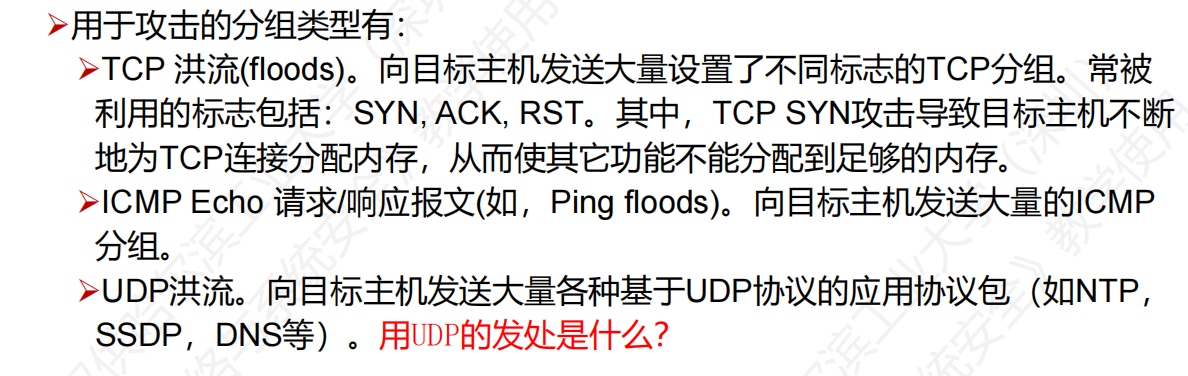 ➢用于攻击的分组类型有：
➢TCP 洪流(floods)。向目标主机发送大量设置了不同标志的TCP分组。常被
利用的标志包括：SYN, ACK, RST。其中，TCP SYN攻击导致目标主机不断
地为TCP连接分配内存，从而使其它功能不能分配到足够的内存。
➢ICMP Echo 请求/响应报文(如，Ping floods)。向目标主机发送大量的ICMP
分组。
➢UDP洪流。向目标主机发送大量各种基于UDP协议的应用协议包（如NTP，
SSDP，DNS等）。用UDP的发处是什么？